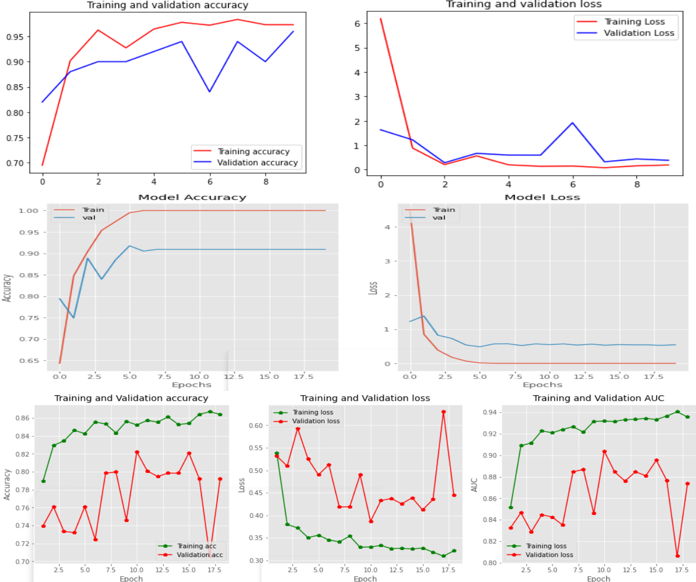 Training and validation accuracy
0.95
0.90
0.85
0.80
0.75
0.70
Training accuracy
Validation accuracy
0 2 4 6 8
Training and validation loss
6
5
4
3
2
1
0
Training Loss
Validation Loss
0 2 4 6 8
Model Accuracy
Train
val
1.00
0.95
0.90
0.85
0.80
0.75
0.70
0.65
Accuracy
0.0 2.5 5.0 7.5 10.0 12.5 15.0 17.5
Epochs
Model Loss
Train
val
4
3
2
1
0
Loss
0.0 2.5 5.0 7.5 10.0 12.5 15.0 17.5
Epochs
Training and Validation accuracy
0.86
0.84
0.82
0.80
0.78
0.76
0.74
0.72
0.70
Accuracy
Training acc
Validation acc
2.5 5.0 7.5 10.0 12.5 15.0 17.5
Epoch
Training and Validation loss
Training loss
Validation loss
0.60
0.55
0.50
0.45
0.40
0.35
0.30
Loss
2.5 5.0 7.5 10.0 12.5 15.0 17.5
Epoch
Training and Validation AUC
0.94
0.92
0.90
0.88
0.86
0.84
0.82
0.80
AUC
Training loss
Validation loss
2.5 5.0 7.5 10.0 12.5 15.0 17.5
Epoch